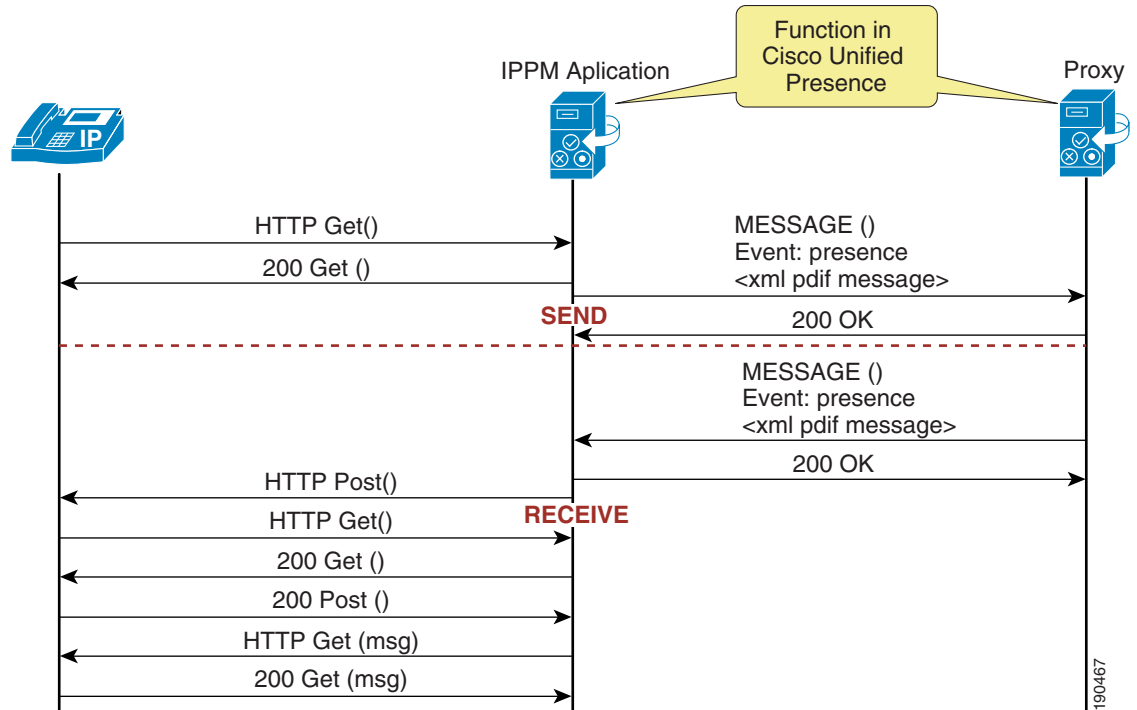 Function in
Cisco Unified
Presence
IPPM Aplication
Proxy
IP
HTTP Get()
MESSAGE ()
Event: presence
<xml pdif message>
200 Get ()
SEND
200 OK
MESSAGE ()
Event: presence
<xml pdif message>
200 OK
HTTP Post()
RECEIVE
HTTP Get()
200 Get ()
200 Post ()
HTTP Get (msg)
200 Get (msg)
190467